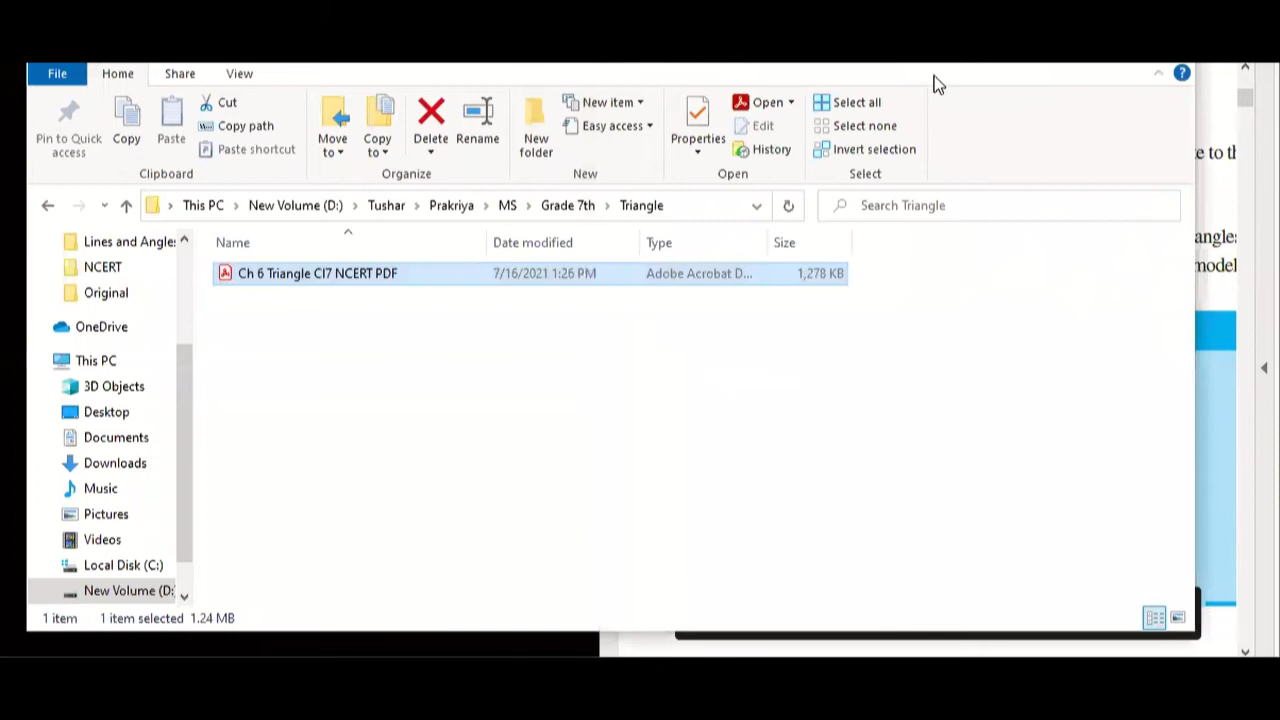 File Home Share View
Pin to Quick access
Copy
Paste
Cut
Copy path
Paste shortcut
Clipboard
Move to
Copy to
Delete
Rename
Organize
New folder
New item
Easy access
New
Properties
Open
Edit
History
Open
Select all
Select none
Invert selection
Select
This PC > New Volume (D:) > Tushar > Prakriya > MS > Grade 7th > Triangle
Search Triangle
Lines and Angle:
NCERT
Original
OneDrive
This PC
3D Objects
Desktop
Documents
Downloads
Music
Pictures
Videos
Local Disk (C:)
New Volume (D:
Name Date modified Type Size
Ch 6 Triangle Cl7 NCERT PDF 7/16/2021 1:26 PM Adobe Acrobat D... 1,278 KB
1 item 1 item selected 1.24 MB
e to th
angles
model